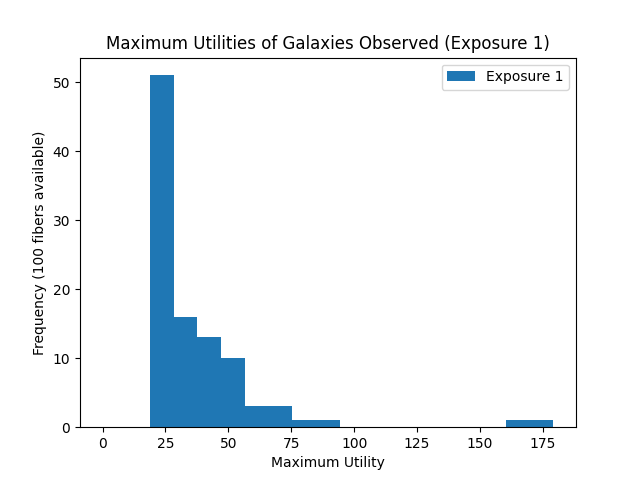 Maximum Utilities of Galaxies Observed (Exposure 1)
Exposure 1
Frequency (100 fibers available)
50
40
30
20
10
0
0 25 50 75 100 125 150 175
Maximum Utility